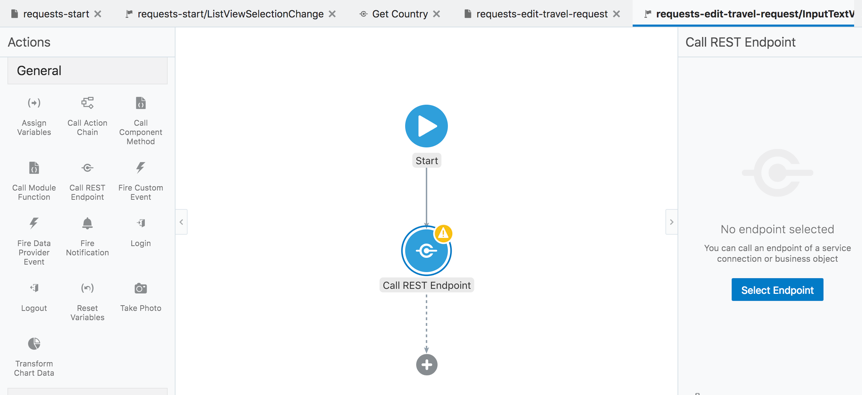 requests-start
requests-start/ListViewSelectionChange
Get Country
requests-edit-travel-request
requests-edit-travel-request/InputTextV
Actions
General
Assign
Variables
Call Action
Chain
Call
Component
Method
Call Module
Function
Call REST
Endpoint
Fire Custom
Event
Fire Data
Provider
Event
Fire
Notification
Login
Logout
Reset
Variables
Take Photo
Transform
Chart Data
Start
Call REST Endpoint
Call REST Endpoint
No endpoint selected
You can call an endpoint of a service
connection or business object
Select Endpoint